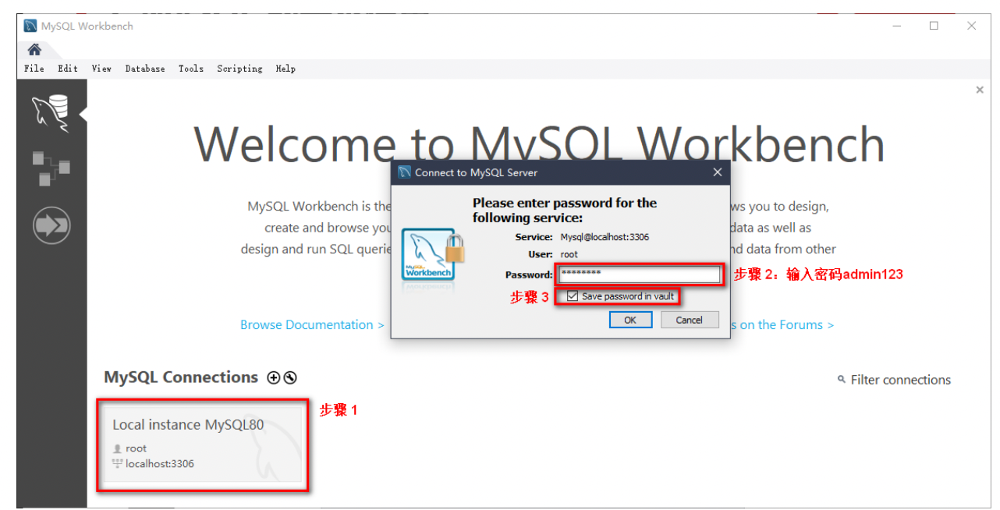 MySQL Workbench
File Edit View Database Tools Scripting Help
Welcome to MySQL Workbench
Connect to MySQL Server
MySQL Workbench is the
ws you to design,
create and browse you
data as well as
design and run SQL querie
nd data from other
Please enter password for the
following service:
Service: Mysql@localhost:3306
User: root
Password: ********
步骤 2：输入密码admin123
步骤 3
Save password in vault
OK Cancel
MySQL
Workbench
Browse Documentation >
s on the Forums >
MySQL Connections
Filter connections
步骤 1
Local instance MySQL80
root
localhost:3306